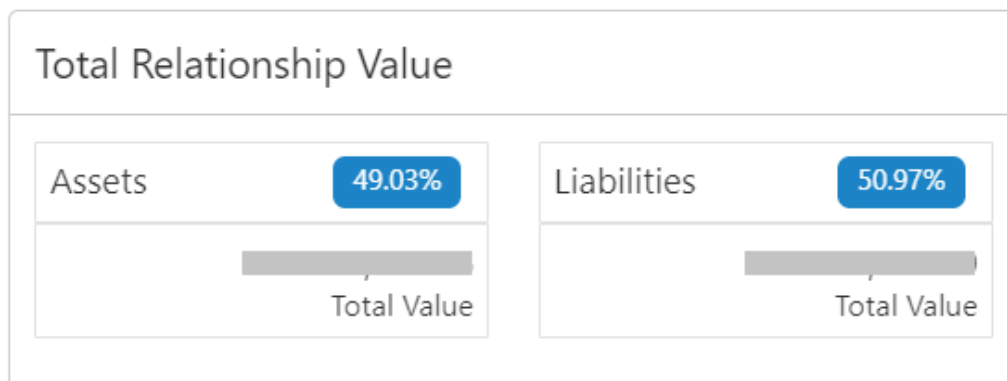 Total Relationship Value
Assets 49.03%
Liabilities 50.97%
Total Value
Total Value